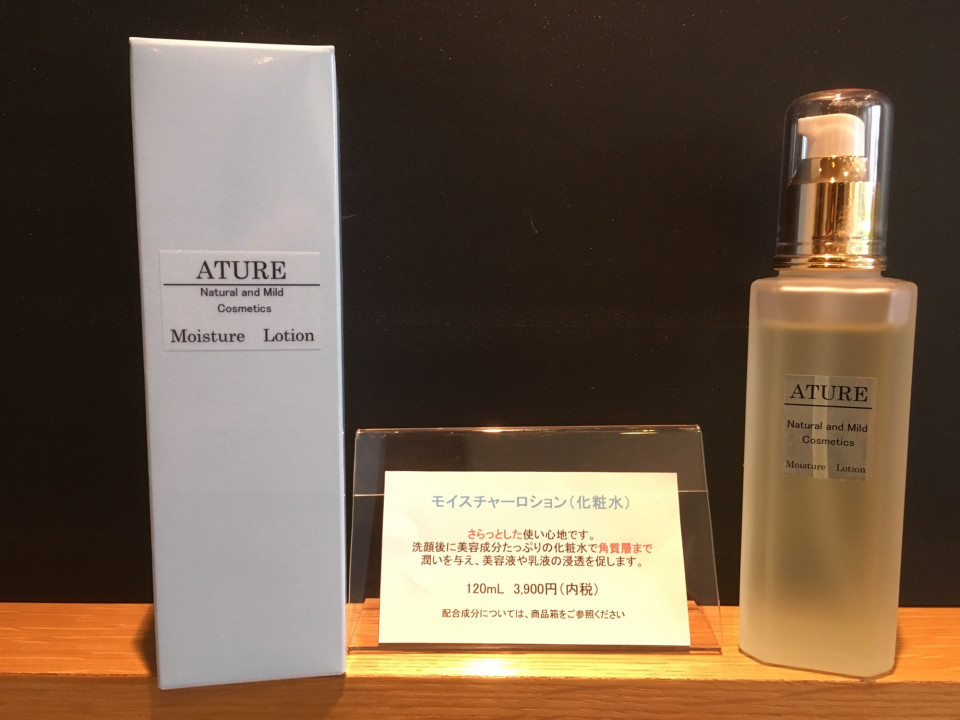 ATURE
Natural and Mild
Cosmetics
Moisture Lotion
モイスチャーローション（化粧水）
さらっとした使い心地です。
洗顔後に美容成分たっぷりの化粧水で角質層まで
潤いを与え、美容液や乳液の浸透を促します。
120mL 3,900円（内税）
配合成分については、商品箱をご参照ください
ATURE
Natural and Mild
Cosmetics
Moisture Lotion